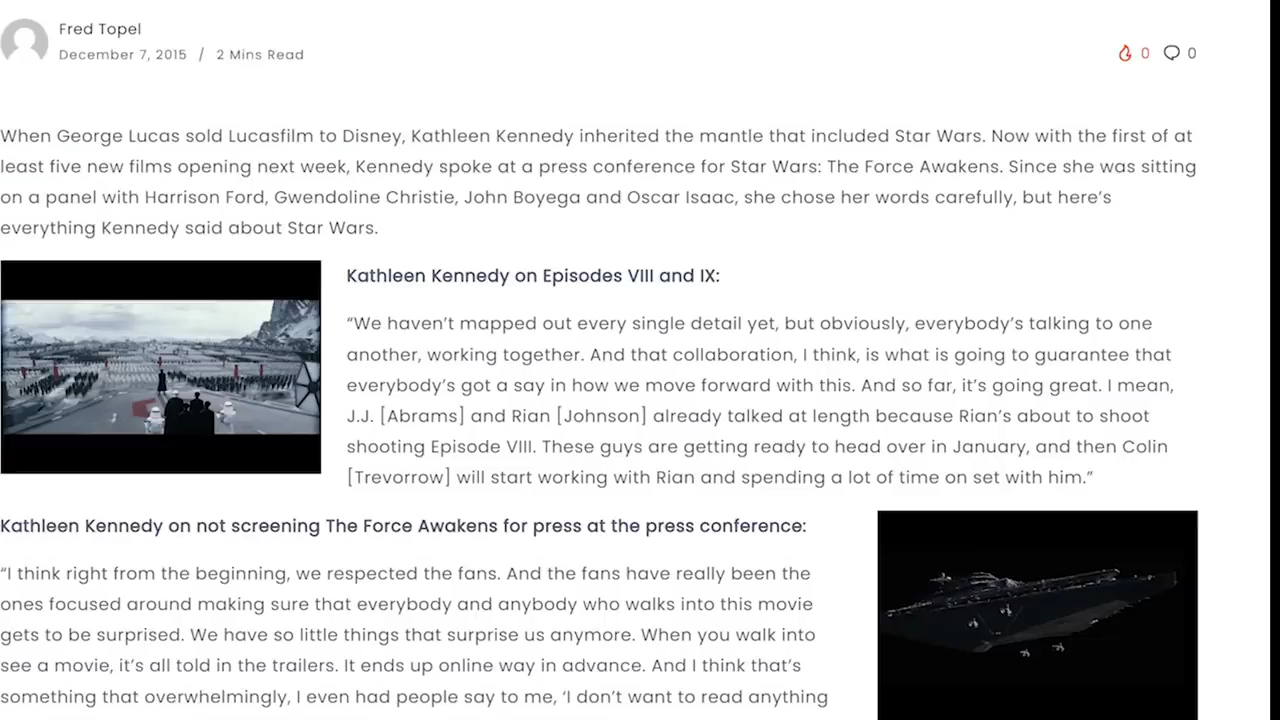 Fred Topel
December 7, 2015 / 2 Mins Read
0 0
When George Lucas sold Lucasfilm to Disney, Kathleen Kennedy inherited the mantle that included Star Wars. Now with the first of at
least five new films opening next week, Kennedy spoke at a press conference for Star Wars: The Force Awakens. Since she was sitting
on a panel with Harrison Ford, Gwendoline Christie, John Boyega and Oscar Isaac, she chose her words carefully, but here’s
everything Kennedy said about Star Wars.
Kathleen Kennedy on Episodes VIII and IX:
“We haven’t mapped out every single detail yet, but obviously, everybody’s talking to one
another, working together. And that collaboration, I think, is what is going to guarantee that
everybody’s got a say in how we move forward with this. And so far, it’s going great. I mean,
J.J. [Abrams] and Rian [Johnson] already talked at length because Rian’s about to shoot
shooting Episode VIII. These guys are getting ready to head over in January, and then Colin
[Trevorrow] will start working with Rian and spending a lot of time on set with him.”
Kathleen Kennedy on not screening The Force Awakens for press at the press conference:
“I think right from the beginning, we respected the fans. And the fans have really been the
ones focused around making sure that everybody and anybody who walks into this movie
gets to be surprised. We have so little things that surprise us anymore. When you walk into
see a movie, it’s all told in the trailers. It ends up online way in advance. And I think that’s
something that overwhelmingly, I even had people say to me, ‘I don’t want to read anything